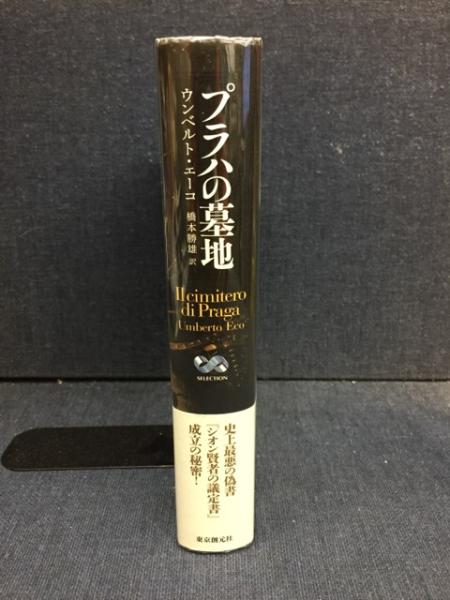 プラハの墓地
ウンベルト・エーコ 橋本勝雄 訳
Il cimitero
di Praga
Umberto Eco
SELECTION
史上最悪の偽書
『シオン賢者の議定書』
成立の秘密!
東京創元社